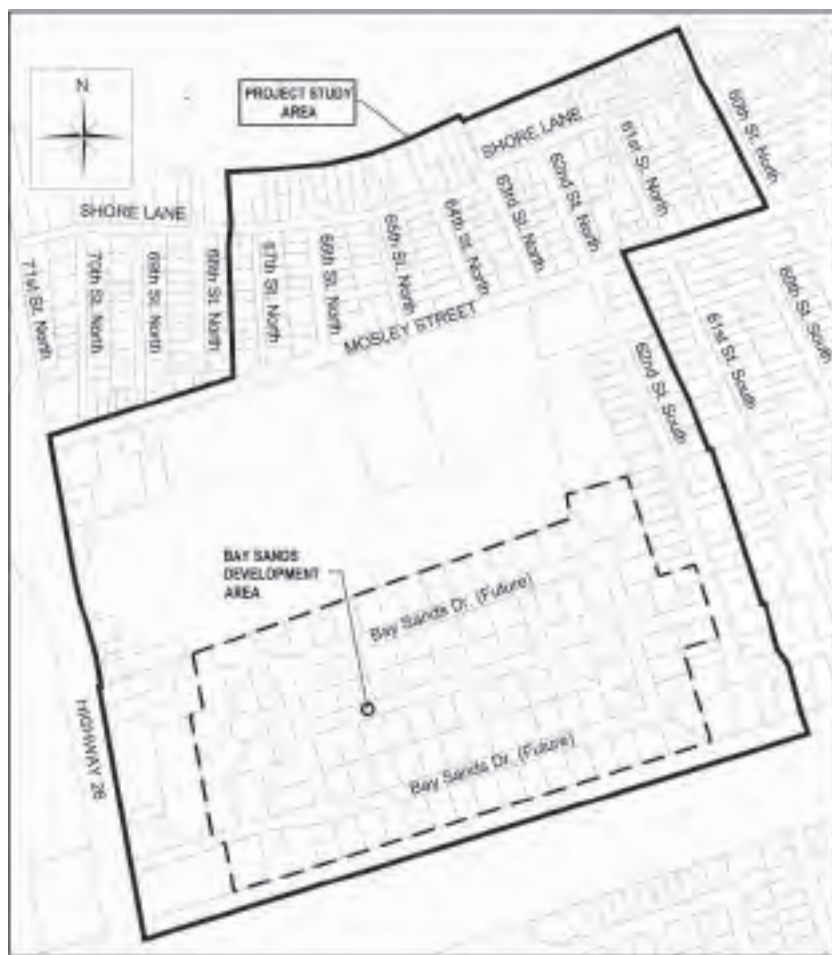 N
PROJECT STUDY
AREA
SHORE LANE
60th St. North
61st St. North
62nd St. North
63rd St. North
64th St. North
65th St. North
66th St. North
67th St. North
SHORE LANE
68th St. North
69th St. North
70th St. North
71st St. North
MOSLEY STREET
60th St. South
61st St. South
62nd St. South
BAY SANDS
DEVELOPMENT
AREA
Bay Sands Dr. (Future)
Bay Sands Dr. (Future)
HIGHWAY 26